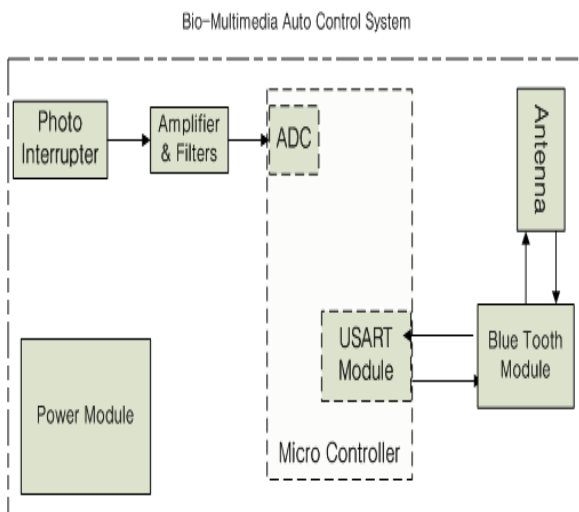 Bio-Multimedia Auto Control System
Photo
Interrupter
Amplifier
& Filters
ADC
Antenna
USART
Module
Blue Tooth
Module
Power Module
Micro Controller